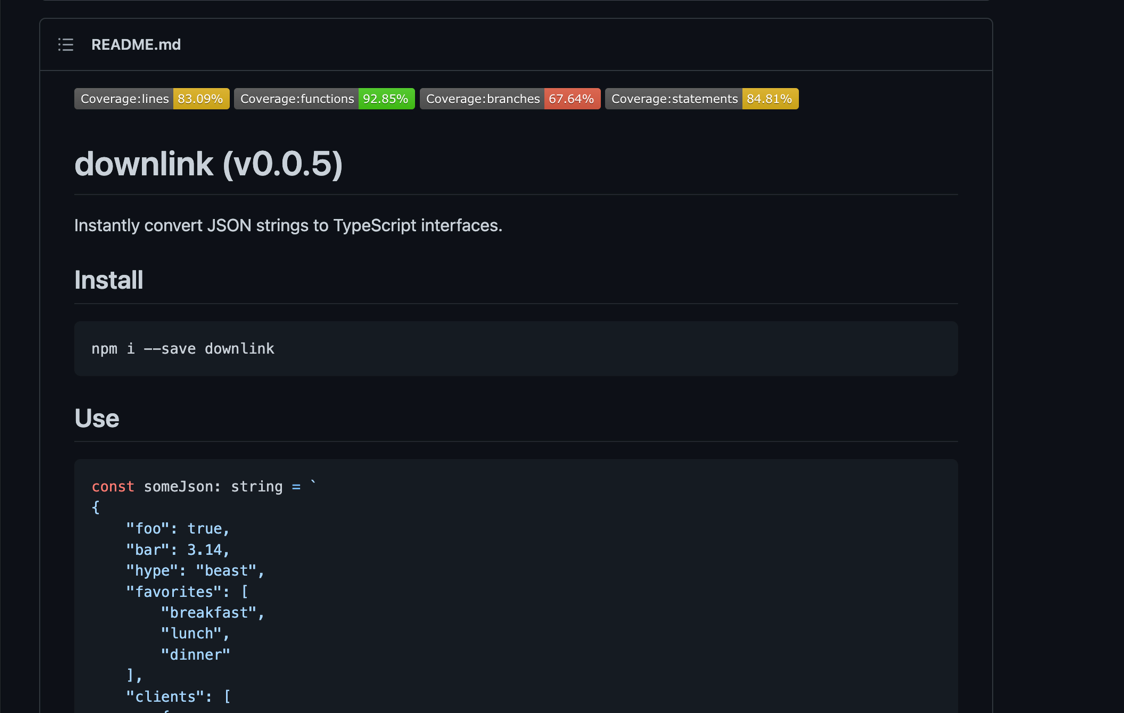 README.md
Coverage:lines 83.09% Coverage:functions 92.85% Coverage:branches 67.64% Coverage:statements 84.81%
downlink (v0.0.5)
Instantly convert JSON strings to TypeScript interfaces.
Install
npm i --save downlink
Use
const someJson: string = `
{
    "foo": true,
    "bar": 3.14,
    "hype": "beast",
    "favorites": [
        "breakfast",
        "lunch",
        "dinner"
    ],
    "clients": [